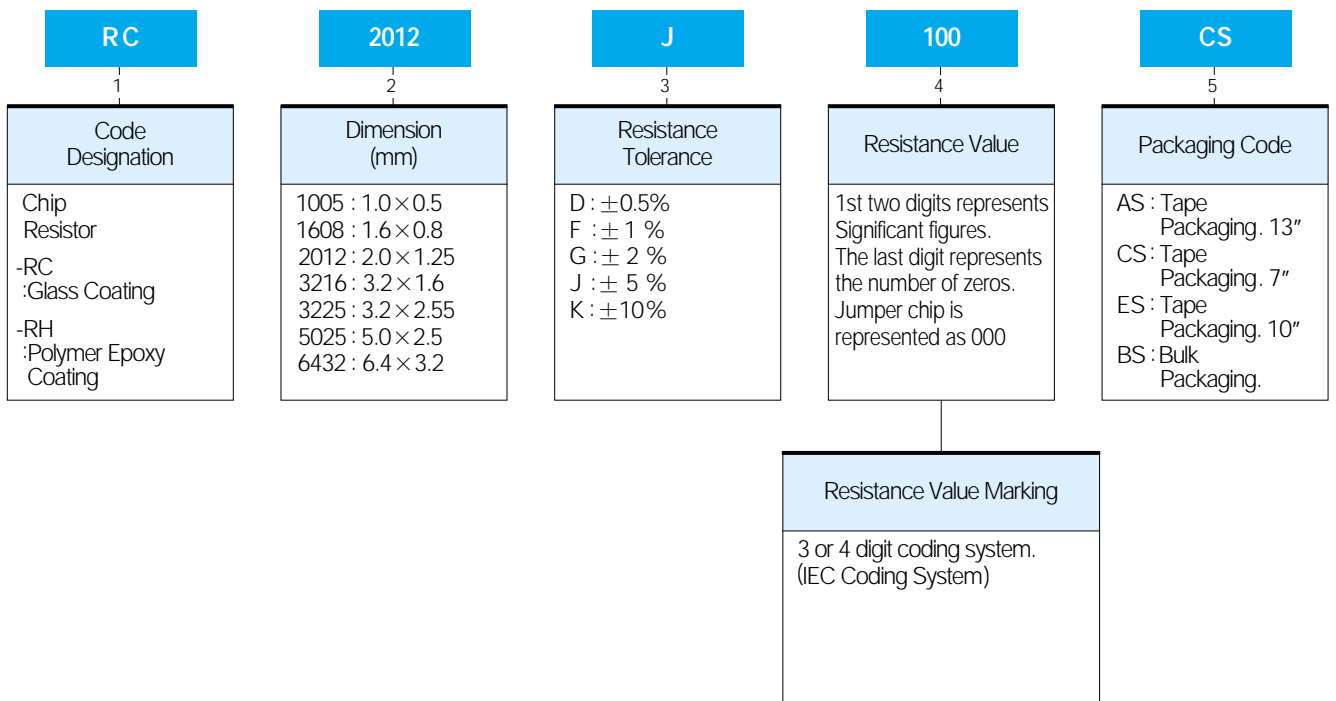 RC
2012
J
100
CS
1
2
3
4
5
Code
Designation
Chip
Resistor
-RC
:Glass Coating
-RH
:Polymer Epoxy
Coating
Dimension
(mm)
1005 : 1.0×0.5
1608 : 1.6×0.8
2012 : 2.0×1.25
3216 : 3.2×1.6
3225 : 3.2×2.55
5025 : 5.0×2.5
6432 : 6.4×3.2
Resistance
Tolerance
D : ±0.5%
F : ± 1 %
G : ± 2 %
J : ± 5 %
K : ±10%
Resistance Value
1st two digits represents
Significant figures.
The last digit represents
the number of zeros.
Jumper chip is
represented as 000
Packaging Code
AS : Tape
Packaging. 13"
CS : Tape
Packaging. 7"
ES : Tape
Packaging. 10"
BS : Bulk
Packaging.
Resistance Value Marking
3 or 4 digit coding system.
(IEC Coding System)